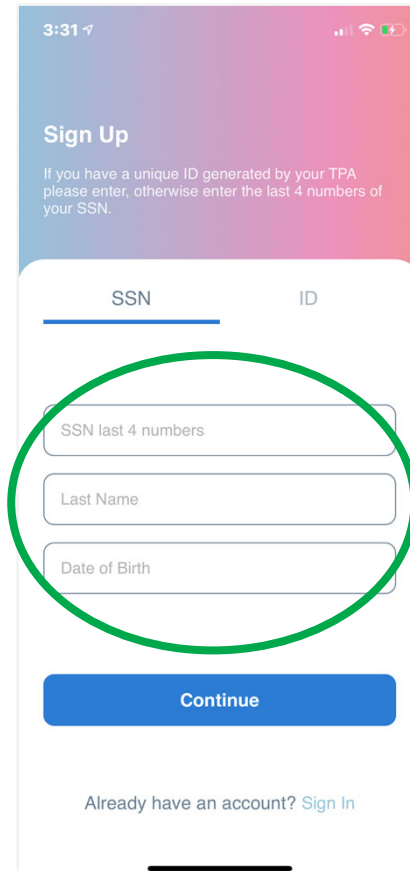 3:31
Sign Up
If you have a unique ID generated by your TPA
please enter, otherwise enter the last 4 numbers of
your SSN.
SSN ID
SSN last 4 numbers
Last Name
Date of Birth
Continue
Already have an account? Sign In